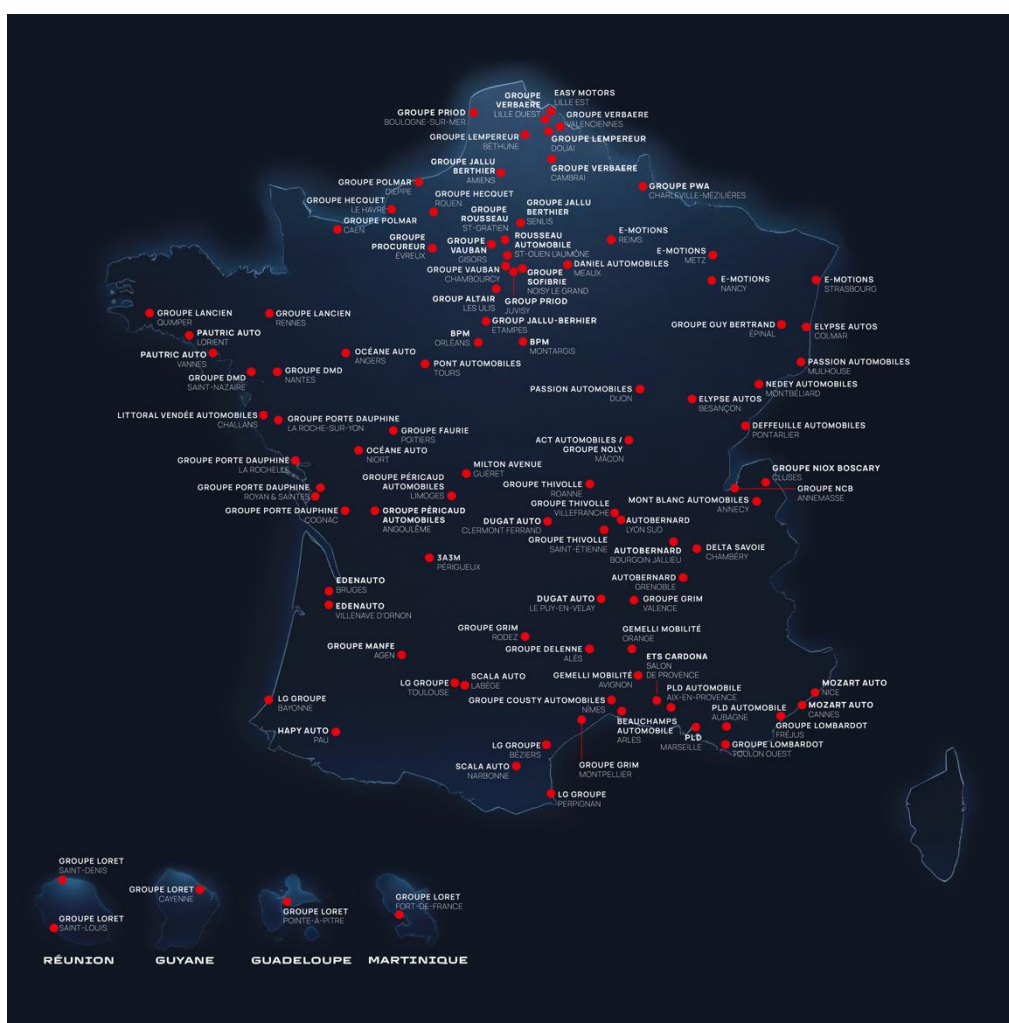 GROUPE
VERBAERE
LILLE OUEST
EASY MOTORS
LILLE EST
GROUPE PRIOD
BOULOGNE-SUR-MER
GROUPE VERBAERE
VALENCIENNES
GROUPE LEMPEREUR
BÉTHUNE
GROUPE LEMPEREUR
DOUAI
GROUPE JALLU
BERTHIER
AMIENS
GROUPE VERBAERE
CAMBRAI
GROUPE POLMAR
DIEPPE
GROUPE PWA
CHARLEVILLE-MÉZILIÈRES
GROUPE HECQUET
LE HAVRE
GROUPE HECQUET
ROUEN
GROUPE
ROUSSEAU
ST-GRATIEN
GROUPE JALLU
BERTHIER
SENLIS
GROUPE POLMAR
CAEN
GROUPE
PROCUREUR
ÉVREUX
GROUPE
VAUBAN
GISORS
ROUSSEAU
AUTOMOBILE
ST-OUEN L'AUMÔNE
E-MOTIONS
REIMS
E-MOTIONS
METZ
GROUPE VAUBAN
CHAMBOURCY
GROUPE
SOFIBRIE
NOISY LE GRAND
DANIEL AUTOMOBILES
MEAUX
E-MOTIONS
NANCY
E-MOTIONS
STRASBOURG
GROUP ALTAIR
LES ULIS
GROUP PRIOD
JUVISY
GROUPE LANCIEN
QUIMPER
GROUPE LANCIEN
RENNES
GROUP JALLU-BERHIER
ETAMPES
GROUPE GUY BERTRAND
ÉPINAL
ELYPSE AUTOS
COLMAR
PAUTRIC AUTO
LORIENT
BPM
ORLÉANS
BPM
MONTARGIS
PAUTRIC AUTO
VANNES
OCÉANE AUTO
ANGERS
PONT AUTOMOBILES
TOURS
PASSION AUTOMOBILES
MULHOUSE
GROUPE DMD
SAINT-NAZAIRE
GROUPE DMD
NANTES
PASSION AUTOMOBILES
DIJON
NEDEY AUTOMOBILES
MONTBÉLIARD
ELYPSE AUTOS
BESANÇON
LITTORAL VENDÉE AUTOMOBILES
CHALLANS
GROUPE PORTE DAUPHINE
LA ROCHE-SUR-YON
GROUPE FAURIE
POITIERS
DEFFEUILLE AUTOMOBILES
PONTARLIER
OCÉANE AUTO
NIORT
ACT AUTOMOBILES /
GROUPE NOLY
MÂCON
GROUPE PORTE DAUPHINE
LA ROCHELLE
MILTON AVENUE
GUÉRET
GROUPE NIOX BOSCARY
CLUSES
GROUPE PORTE DAUPHINE
ROYAN & SAINTES
GROUPE PÉRICAUD
AUTOMOBILES
LIMOGES
GROUPE THIVOLLE
ROANNE
GROUPE NCB
ANNEMASSE
MONT BLANC AUTOMOBILES
ANNECY
GROUPE PORTE DAUPHINE
COGNAC
GROUPE PÉRICAUD
AUTOMOBILES
ANGOULÈME
GROUPE THIVOLLE
VILLEFRANCHE
DUGAT AUTO
CLERMONT FERRAND
AUTOBERNARD
LYON SUD
GROUPE THIVOLLE
SAINT-ÉTIENNE
AUTOBERNARD
BOURGOIN JALLIEU
DELTA SAVOIE
CHAMBÉRY
3A3M
PÉRIGUEUX
EDENAUTO
BRUGES
AUTOBERNARD
GRENOBLE
EDENAUTO
VILLENAVE D'ORNON
DUGAT AUTO
LE PUY-EN-VELAY
GROUPE GRIM
VALENCE
GROUPE GRIM
RODEZ
GEMELLI MOBILITÉ
ORANGE
GROUPE MANFE
AGEN
GROUPE DELENNE
ALÈS
ETS CARDONA
SALON
DE PROVENCE
LG GROUPE
TOULOUSE
SCALA AUTO
LABÈGE
GEMELLI MOBILITÉ
AVIGNON
MOZART AUTO
NICE
LG GROUPE
BAYONNE
GROUPE COUSTY AUTOMOBILES
NÎMES
PLD AUTOMOBILE
AIX-EN-PROVENCE
PLD AUTOMOBILE
AUBAGNE
MOZART AUTO
CANNES
HAPY AUTO
PAU
BEAUCHAMPS
AUTOMOBILE
ARLES
PLD
MARSEILLE
GROUPE LOMBARDOT
FRÉJUS
LG GROUPE
BÉZIERS
GROUPE LOMBARDOT
TOULON OUEST
SCALA AUTO
NARBONNE
GROUPE GRIM
MONTPELLIER
LG GROUPE
PERPIGNAN
GROUPE LORET
SAINT-DENIS
GROUPE LORET
SAINT-LOUIS
RÉUNION
GROUPE LORET
CAYENNE
GUYANE
GROUPE LORET
POINTE-À-PITRE
GUADELOUPE
GROUPE LORET
FORT-DE-FRANCE
MARTINIQUE